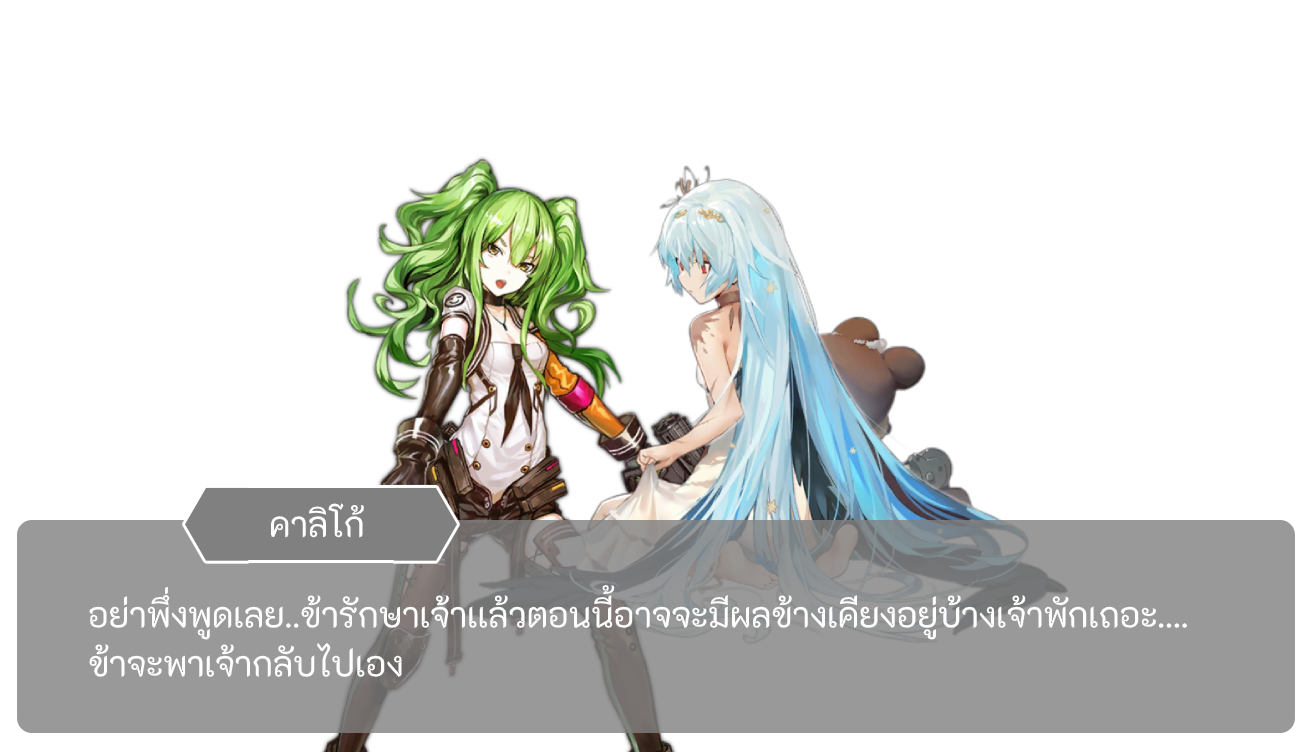 คาลิโก้
อย่าพึ่งพูดเลย..ข้ารักษาเจ้าแล้วตอนนี้อาจจะมีผลข้างเคียงอยู่บ้างเจ้าพักเถอะ....
ข้าจะพาเจ้ากลับไปเอง